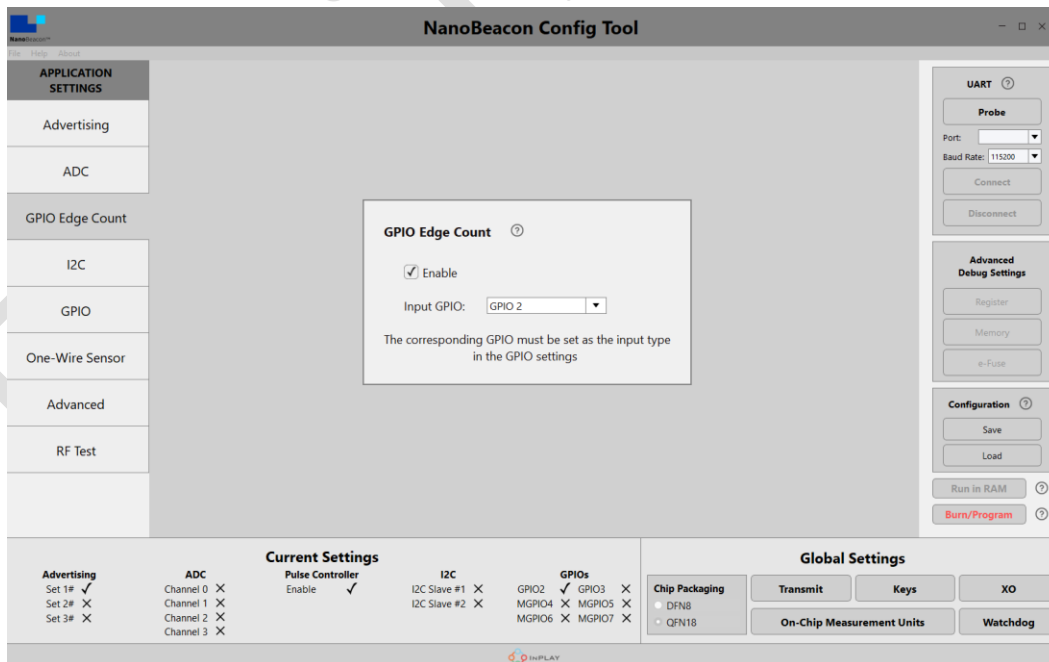 NanoBeacon Config Tool
NanoBeacon™
File Help About
APPLICATION
SETTINGS
Advertising
ADC
GPIO Edge Count
I2C
GPIO
One-Wire Sensor
Advanced
RF Test
GPIO Edge Count ?
Enable
Input GPIO: GPIO 2
The corresponding GPIO must be set as the input type
in the GPIO settings
UART ?
Probe
Port:
Baud Rate: 115200
Connect
Disconnect
Advanced
Debug Settings
Register
Memory
e-Fuse
Configuration ?
Save
Load
Run in RAM ?
Burn/Program ?
Current Settings
Advertising
Set 1#
Set 2#
Set 3#
ADC
Channel 0
Channel 1
Channel 2
Channel 3
Pulse Controller
Enable
I2C
I2C Slave #1
I2C Slave #2
GPIOs
GPIO2 GPIO3
MGPIO4 MGPIO5
MGPIO6 MGPIO7
Global Settings
Chip Packaging
DFN8
QFN18
Transmit
Keys
XO
On-Chip Measurement Units
Watchdog
INPLAY